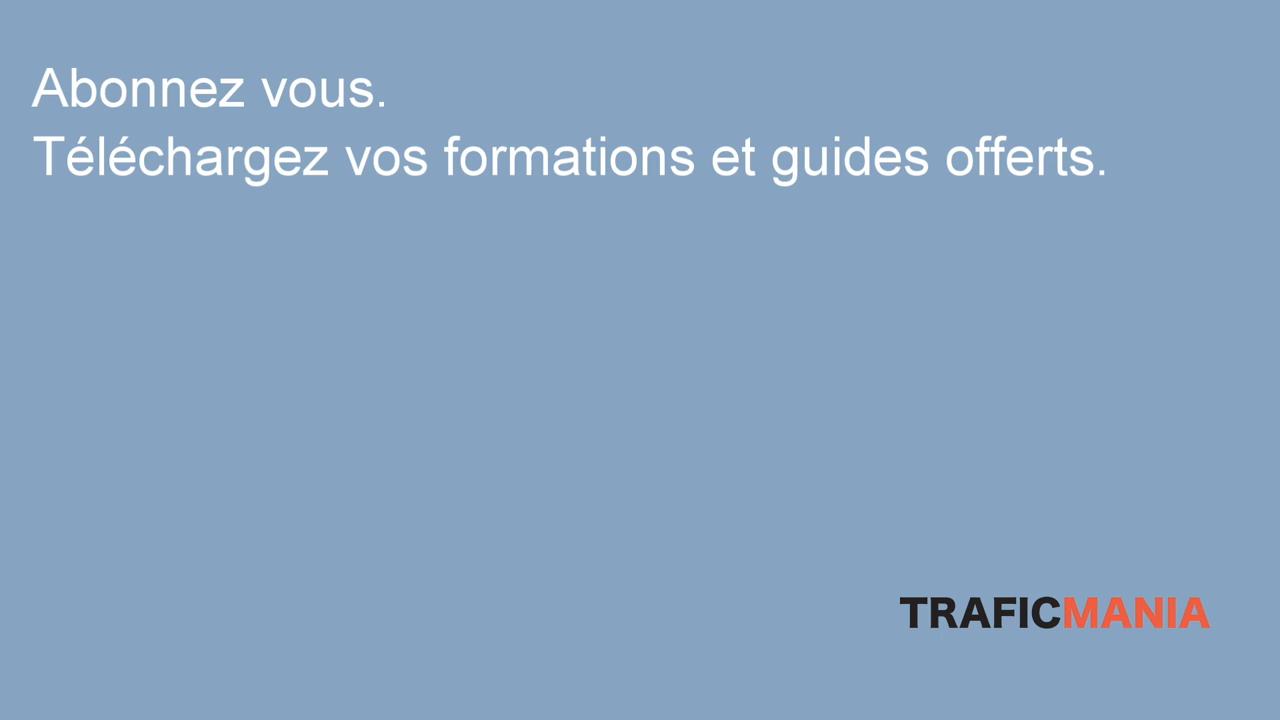 Abonnez vous.
Téléchargez vos formations et guides offerts.
TRAFICMANIA